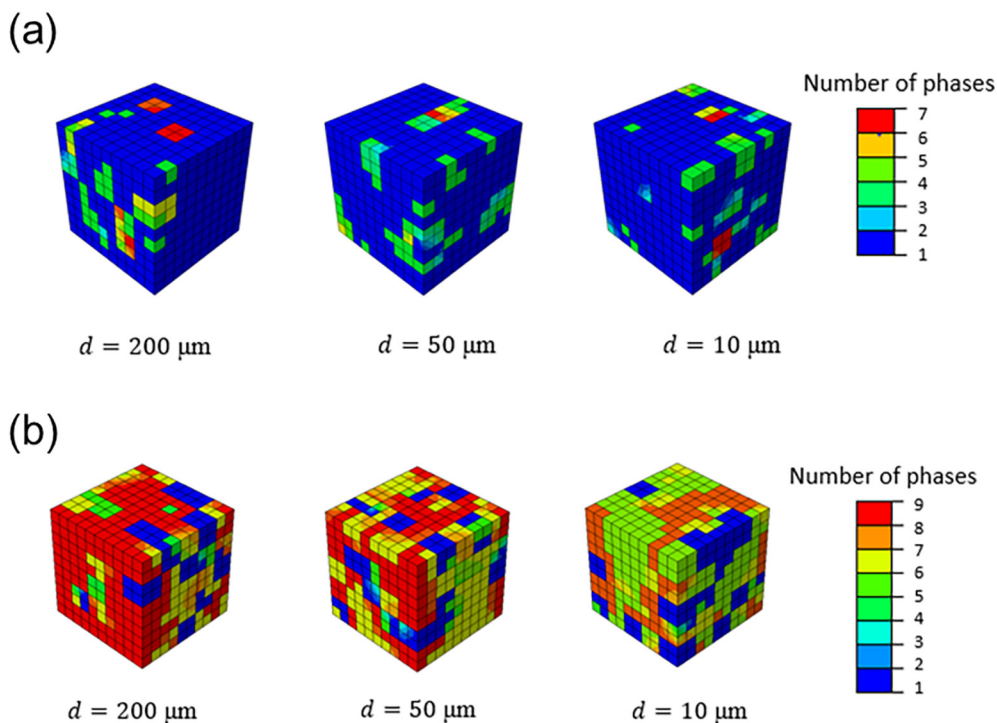 (a)
Number of phases
7
6
5
4
3
2
1
d = 200 μm
d = 50 μm
d = 10 μm
(b)
Number of phases
9
8
7
6
5
4
3
2
1
d = 200 μm
d = 50 μm
d = 10 μm